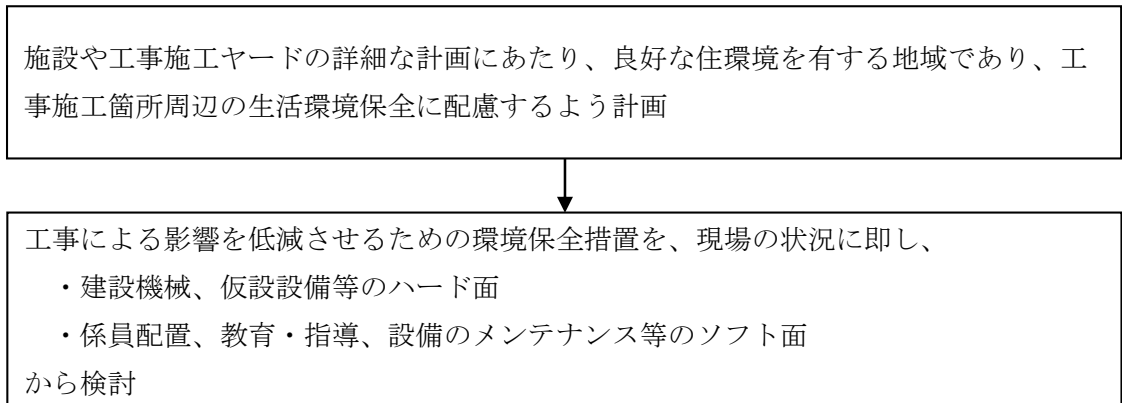 施設や工事施工ヤードの詳細な計画にあたり、良好な住環境を有する地域であり、工
事施工箇所周辺の生活環境保全に配慮するよう計画
工事による影響を低減させるための環境保全措置を、現場の状況に即し、
・建設機械、仮設設備等のハード面
・係員配置、教育・指導、設備のメンテナンス等のソフト面
から検討